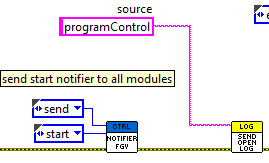 source
programControl
send start notifier to all modules
send
start
CTRL
NOTIFIER
FGV
LOG
SEND
OPEN
LOG